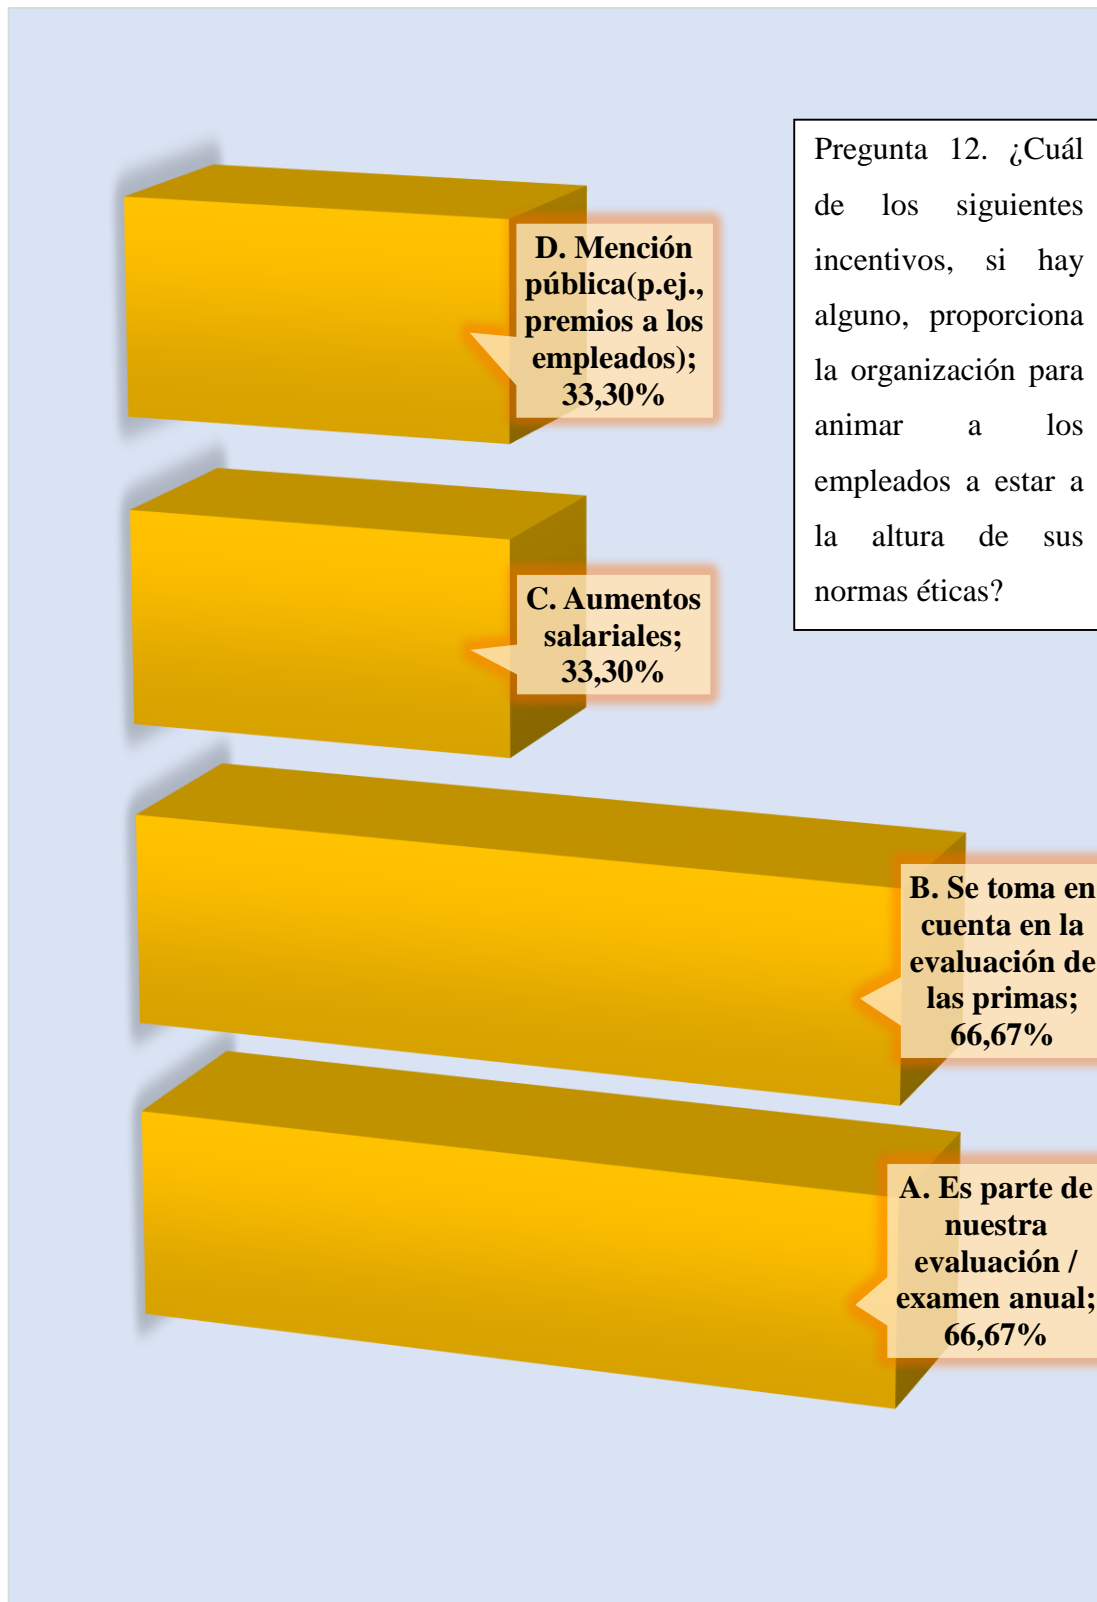 Pregunta 12. ¿Cuál
de los siguientes
incentivos, si hay
alguno, proporciona
la organización para
animar a los
empleados a estar a
la altura de sus
normas éticas?
D. Mención
pública(p.ej.,
premios a los
empleados);
33,30%
C. Aumentos
salariales;
33,30%
B. Se toma en
cuenta en la
evaluación de
las primas;
66,67%
A. Es parte de
nuestra
evaluación /
examen anual;
66,67%